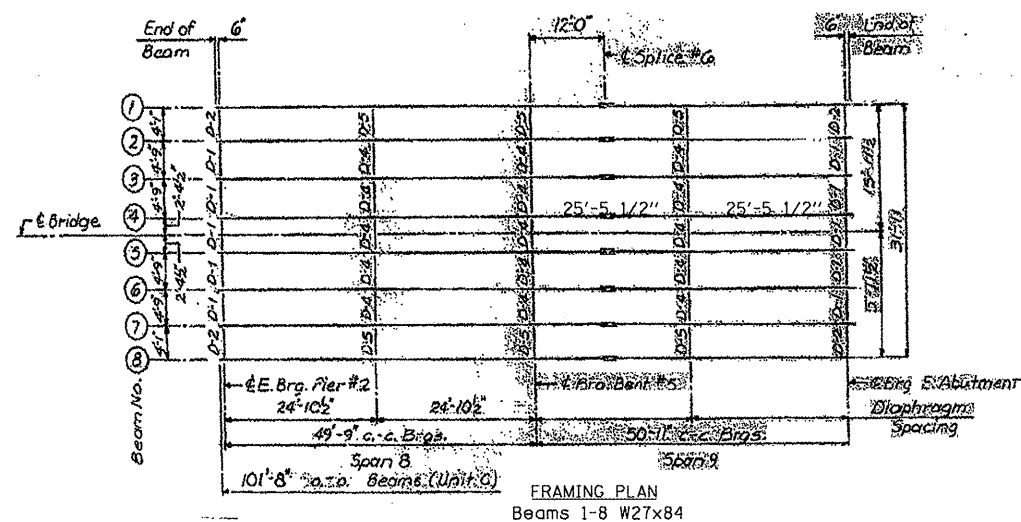 End of Beam
6"
12'-0"
6"
End of Beam
℄ Splice #6
1
2
3
4
5
6
7
8
4'-1"
4'-9"
4'-9"
2'-4½"
2'-4½"
4'-9"
4'-9"
4'-1"
℄ Bridge
Beam No.
D-2
D-1
D-1
D-1
D-1
D-1
D-2
D-5
D-4
D-4
D-4
D-4
D-4
D-5
D-5
D-4
D-4
D-4
D-4
D-4
D-5
D-5
D-4
D-4
D-4
D-4
D-4
D-5
D-2
D-1
D-1
D-1
D-2
25'-5 1/2"
25'-5 1/2"
℄ E. Brg. Pier #2
℄ Brg. Bent #5
℄ Brg. E. Abutment
24'-10½"
24'-10½"
Diaphragm Spacing
49'-9" c.-c. Brgs.
50'-11" c.-c. Brgs.
Span 8
Span 9
101'-8" o.-o. Beams (Unit C)
FRAMING PLAN
Beams 1-8 W27x84